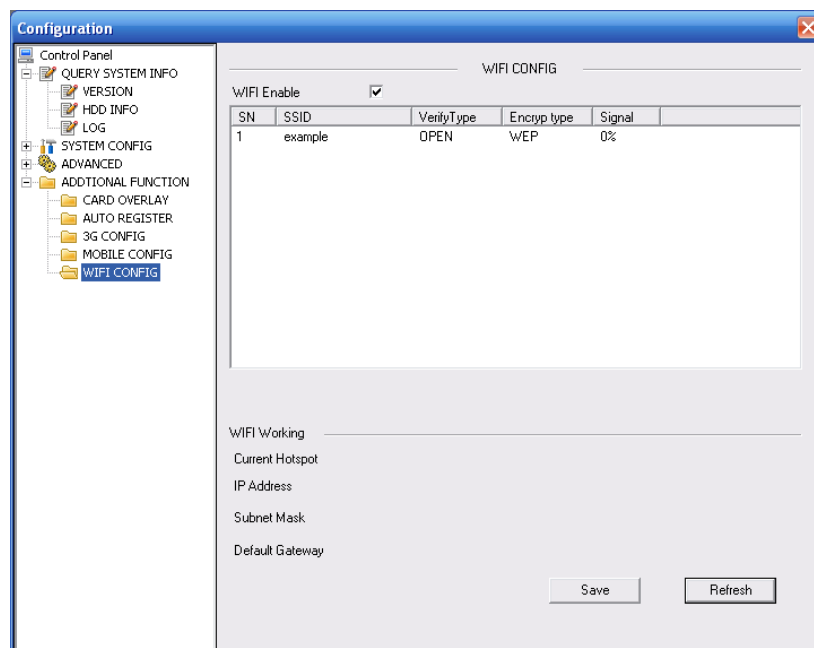 Configuration
Control Panel
QUERY SYSTEM INFO
VERSION
HDD INFO
LOG
SYSTEM CONFIG
ADVANCED
ADDTIONAL FUNCTION
CARD OVERLAY
AUTO REGISTER
3G CONFIG
MOBILE CONFIG
WIFI CONFIG
WIFI CONFIG
WIFI Enable
SN SSID VerifyType Encryp type Signal
1 example OPEN WEP 0%
WIFI Working
Current Hotspot
IP Address
Subnet Mask
Default Gateway
Save Refresh